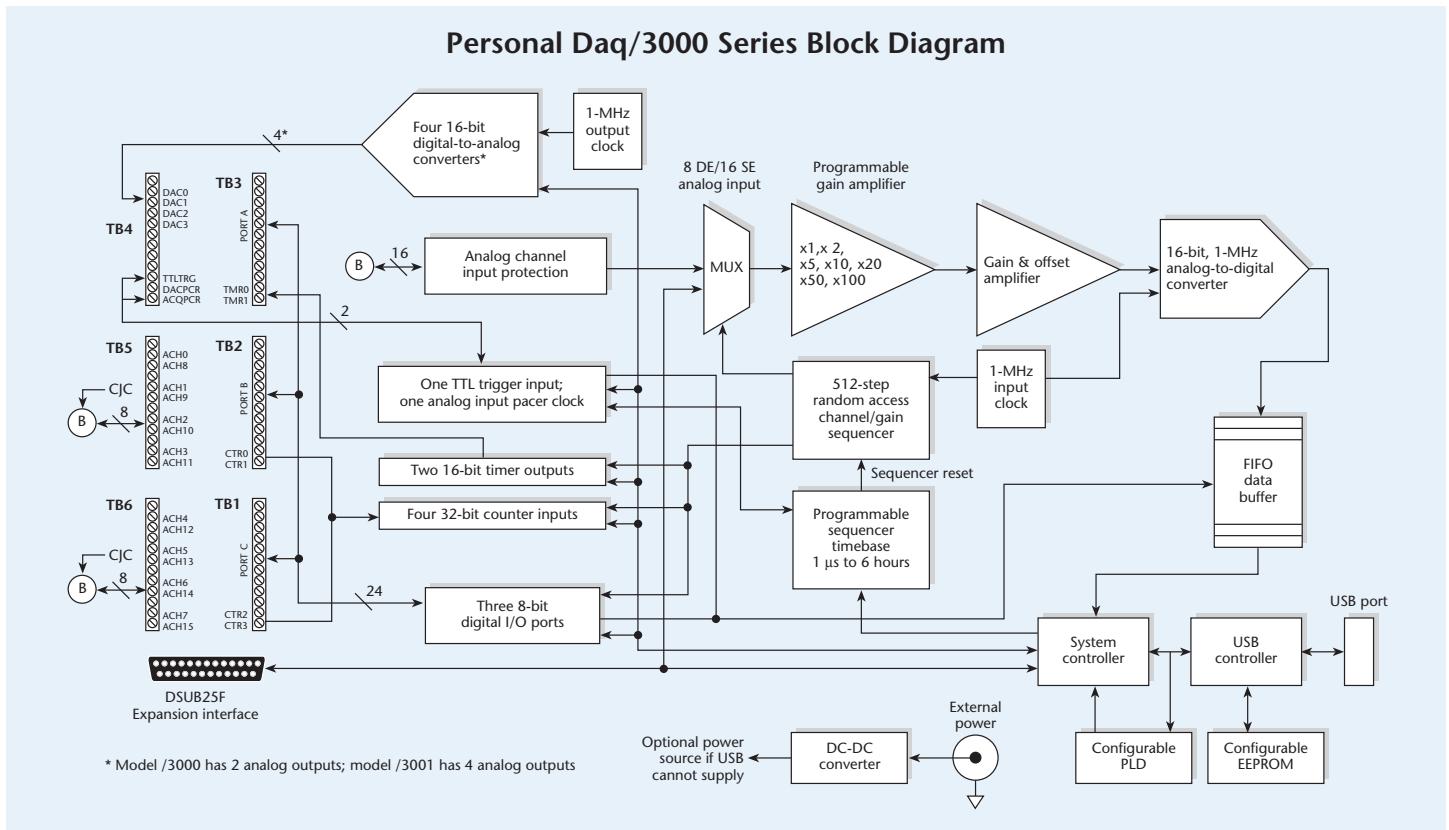 Personal Daq/3000 Series Block Diagram
Four 16-bit
digital-to-analog
converters*
1-MHz
output
clock
4*
TB4
DAC0
DAC1
DAC2
DAC3
TTLTRG
DACPCR
ACQPCR
TB3
PORT A
TMR0
TMR1
B
16
Analog channel
input protection
8 DE/16 SE
analog input
MUX
Programmable
gain amplifier
x1,x 2,
x5, x10, x20
x50, x100
Gain & offset
amplifier
16-bit, 1-MHz
analog-to-digital
converter
2
TB5
ACH0
ACH8
ACH1
ACH9
ACH2
ACH10
ACH3
ACH11
CJC
B
8
TB2
PORT B
CTR0
CTR1
One TTL trigger input;
one analog input pacer clock
512-step
random access
channel/gain
sequencer
1-MHz
input
clock
Two 16-bit timer outputs
Four 32-bit counter inputs
Sequencer reset
Programmable
sequencer
timebase
1 µs to 6 hours
FIFO
data
buffer
TB6
ACH4
ACH12
ACH5
ACH13
ACH6
ACH14
ACH7
ACH15
CJC
B
8
TB1
PORT C
CTR2
CTR3
24
Three 8-bit
digital I/O ports
System
controller
USB
controller
USB port
DSUB25F
Expansion interface
Configurable
PLD
Configurable
EEPROM
External
power
DC-DC
converter
Optional power
source if USB
cannot supply
* Model /3000 has 2 analog outputs; model /3001 has 4 analog outputs